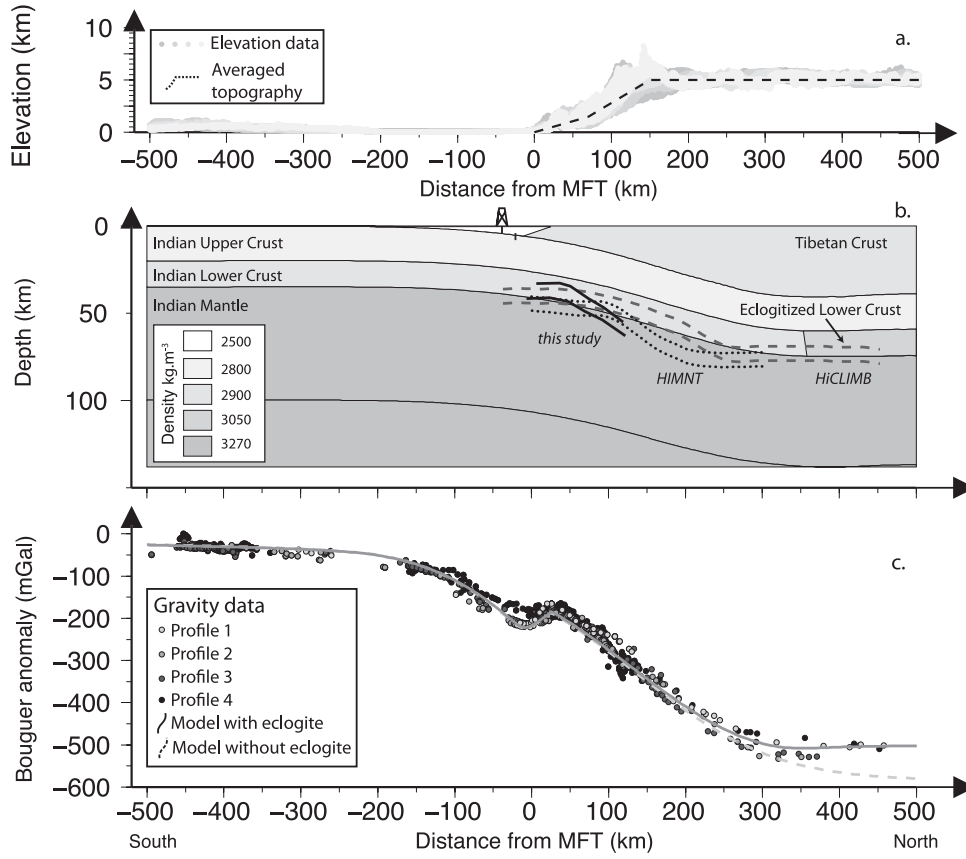 a.
10
5
0
Elevation (km)
Elevation data
Averaged
topography
−500 −400 −300 −200 −100 0 100 200 300 400 500
Distance from MFT (km)
b.
0
50
100
Depth (km)
Indian Upper Crust
Tibetan Crust
Indian Lower Crust
Indian Mantle
Eclogitized Lower Crust
this study
HIMNT
HiCLIMB
Density kg.m⁻³
2500
2800
2900
3050
3270
c.
0
−100
−200
−300
−400
−500
−600
Bouguer anomaly (mGal)
Gravity data
Profile 1
Profile 2
Profile 3
Profile 4
Model with eclogite
Model without eclogite
−500 −400 −300 −200 −100 0 100 200 300 400 500
South Distance from MFT (km) North